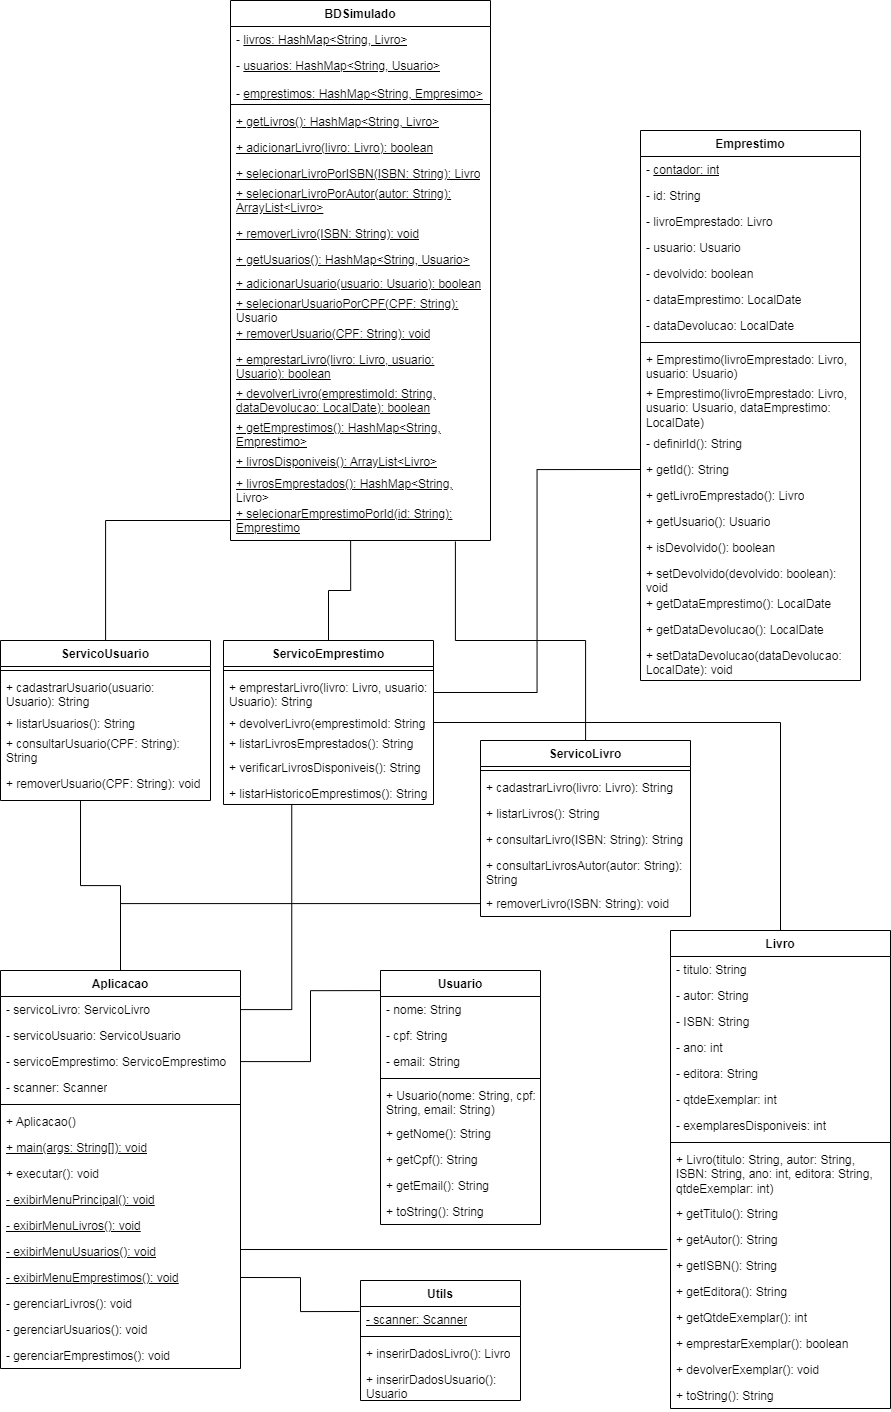 BDSimulado
- livros: HashMap<String, Livro>
- usuarios: HashMap<String, Usuario>
- emprestimos: HashMap<String, Empresimo>
+ getLivros(): HashMap<String, Livro>
+ adicionarLivro(livro: Livro): boolean
+ selecionarLivroPorISBN(ISBN: String): Livro
+ selecionarLivroPorAutor(autor: String):
ArrayList<Livro>
+ removerLivro(ISBN: String): void
+ getUsuarios(): HashMap<String, Usuario>
+ adicionarUsuario(usuario: Usuario): boolean
+ selecionarUsuarioPorCPF(CPF: String):
Usuario
+ removerUsuario(CPF: String): void
+ emprestarLivro(livro: Livro, usuario:
Usuario): boolean
+ devolverLivro(emprestimoId: String,
dataDevolucao: LocalDate): boolean
+ getEmprestimos(): HashMap<String,
Emprestimo>
+ livrosDisponiveis(): ArrayList<Livro>
+ livrosEmprestados(): HashMap<String,
Livro>
+ selecionarEmprestimoPorId(id: String):
Emprestimo
Emprestimo
- contador: int
- id: String
- livroEmprestado: Livro
- usuario: Usuario
- devolvido: boolean
- dataEmprestimo: LocalDate
- dataDevolucao: LocalDate
+ Emprestimo(livroEmprestado: Livro,
usuario: Usuario)
+ Emprestimo(livroEmprestado: Livro,
usuario: Usuario, dataEmprestimo:
LocalDate)
- definirId(): String
+ getId(): String
+ getLivroEmprestado(): Livro
+ getUsuario(): Usuario
+ isDevolvido(): boolean
+ setDevolvido(devolvido: boolean):
void
+ getDataEmprestimo(): LocalDate
+ getDataDevolucao(): LocalDate
+ setDataDevolucao(dataDevolucao:
LocalDate): void
ServicoUsuario
+ cadastrarUsuario(usuario:
Usuario): String
+ listarUsuarios(): String
+ consultarUsuario(CPF: String):
String
+ removerUsuario(CPF: String): void
ServicoEmprestimo
+ emprestarLivro(livro: Livro, usuario:
Usuario): String
+ devolverLivro(emprestimoId: String
+ listarLivrosEmprestados(): String
+ verificarLivrosDisponiveis(): String
+ listarHistoricoEmprestimos(): String
ServicoLivro
+ cadastrarLivro(livro: Livro): String
+ listarLivros(): String
+ consultarLivro(ISBN: String): String
+ consultarLivrosAutor(autor: String):
String
+ removerLivro(ISBN: String): void
Aplicacao
- servicoLivro: ServicoLivro
- servicoUsuario: ServicoUsuario
- servicoEmprestimo: ServicoEmprestimo
- scanner: Scanner
+ Aplicacao()
+ main(args: String[]): void
+ executar(): void
- exibirMenuPrincipal(): void
- exibirMenuLivros(): void
- exibirMenuUsuarios(): void
- exibirMenuEmprestimos(): void
- gerenciarLivros(): void
- gerenciarUsuarios(): void
- gerenciarEmprestimos(): void
Usuario
- nome: String
- cpf: String
- email: String
+ Usuario(nome: String, cpf:
String, email: String)
+ getNome(): String
+ getCpf(): String
+ getEmail(): String
+ toString(): String
Utils
- scanner: Scanner
+ inserirDadosLivro(): Livro
+ inserirDadosUsuario():
Usuario
Livro
- titulo: String
- autor: String
- ISBN: String
- ano: int
- editora: String
- qtdeExemplar: int
- exemplaresDisponiveis: int
+ Livro(titulo: String, autor: String,
ISBN: String, ano: int, editora: String,
qtdeExemplar: int)
+ getTitulo(): String
+ getAutor(): String
+ getISBN(): String
+ getEditora(): String
+ getQtdeExemplar(): int
+ emprestarExemplar(): boolean
+ devolverExemplar(): void
+ toString(): String